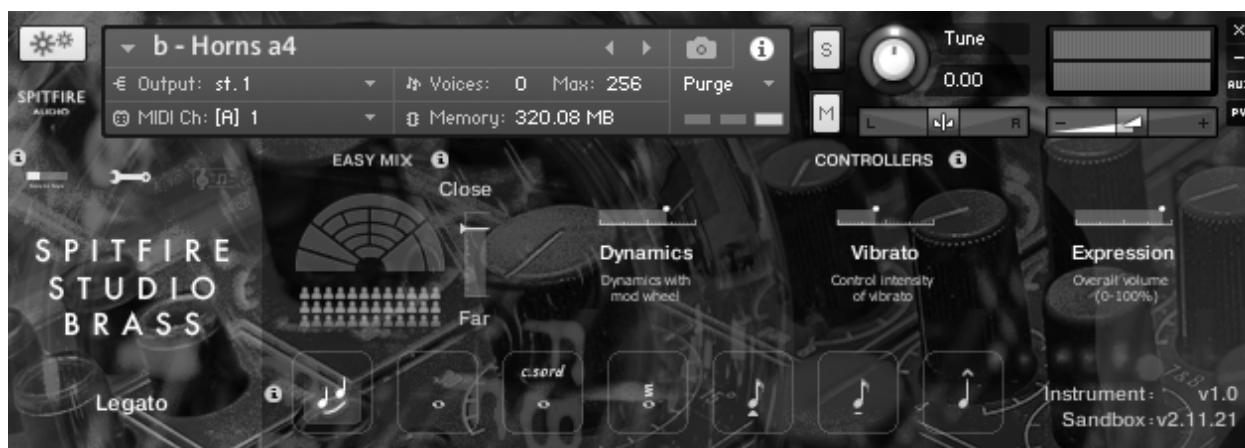 b - Horns a4
S
Tune
0.00
SPITFIRE
AUDIO
Output: st.1
Voices: 0 Max: 256
Purge
MIDI Ch: [A] 1
Memory: 320.08 MB
M
L
R
AUX
PV
EASY MIX
CONTROLLERS
Close
Far
SPITFIRE
STUDIO
BRASS
Dynamics
Dynamics with
mod wheel
Vibrato
Control intensity
of vibrato
Expression
Overall volume
(0-100%)
c.sord
Legato
Instrument: v1.0
Sandbox: v2.11.21